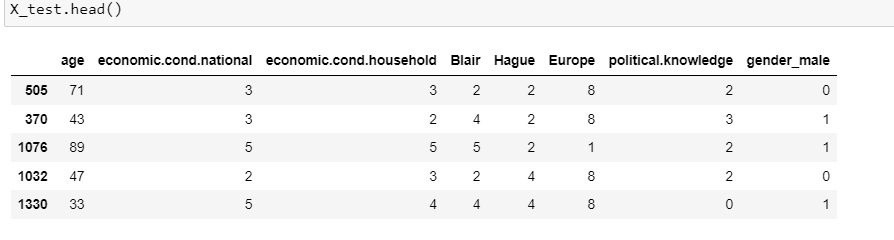 X_test.head()
age economic.cond.national economic.cond.household Blair Hague Europe political.knowledge gender_male
505 71 3 3 2 2 8 2 0
370 43 3 2 4 2 8 3 1
1076 89 5 5 5 2 1 2 1
1032 47 2 3 2 4 8 2 0
1330 33 5 4 4 4 8 0 1